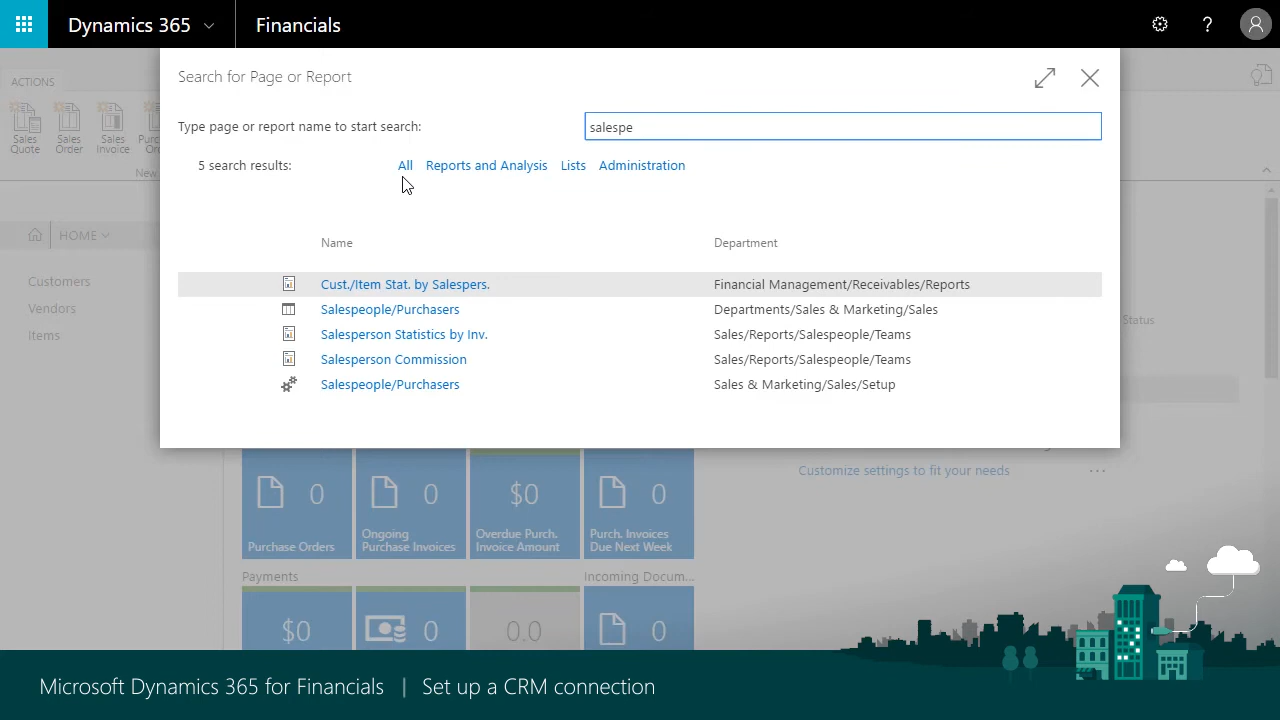 Dynamics 365
Financials
Search for Page or Report
Type page or report name to start search:
salespe
5 search results:
All
Reports and Analysis
Lists
Administration
Name
Department
Cust./Item Stat. by Salespers.
Financial Management/Receivables/Reports
Salespeople/Purchasers
Departments/Sales & Marketing/Sales
Salesperson Statistics by Inv.
Sales/Reports/Salespeople/Teams
Salesperson Commission
Sales/Reports/Salespeople/Teams
Salespeople/Purchasers
Sales & Marketing/Sales/Setup
ACTIONS
Sales
Quote
Sales
Order
Sales
Invoice
New
HOME
Customers
Vendors
Items
Status
Customize settings to fit your needs
0
Purchase Orders
0
Ongoing
Purchase Invoices
$0
Overdue Purch.
Invoice Amount
0
Purch. Invoices
Due Next Week
Payments
Incoming Docum...
$0
0
0.0
0
Microsoft Dynamics 365 for Financials | Set up a CRM connection